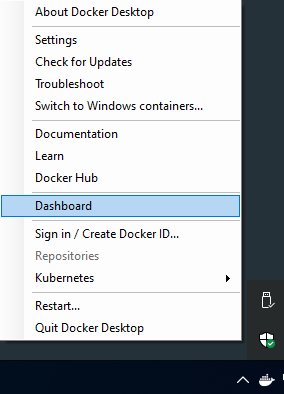 About Docker Desktop
Settings
Check for Updates
Troubleshoot
Switch to Windows containers...
Documentation
Learn
Docker Hub
Dashboard
Sign in / Create Docker ID...
Repositories
Kubernetes
Restart...
Quit Docker Desktop